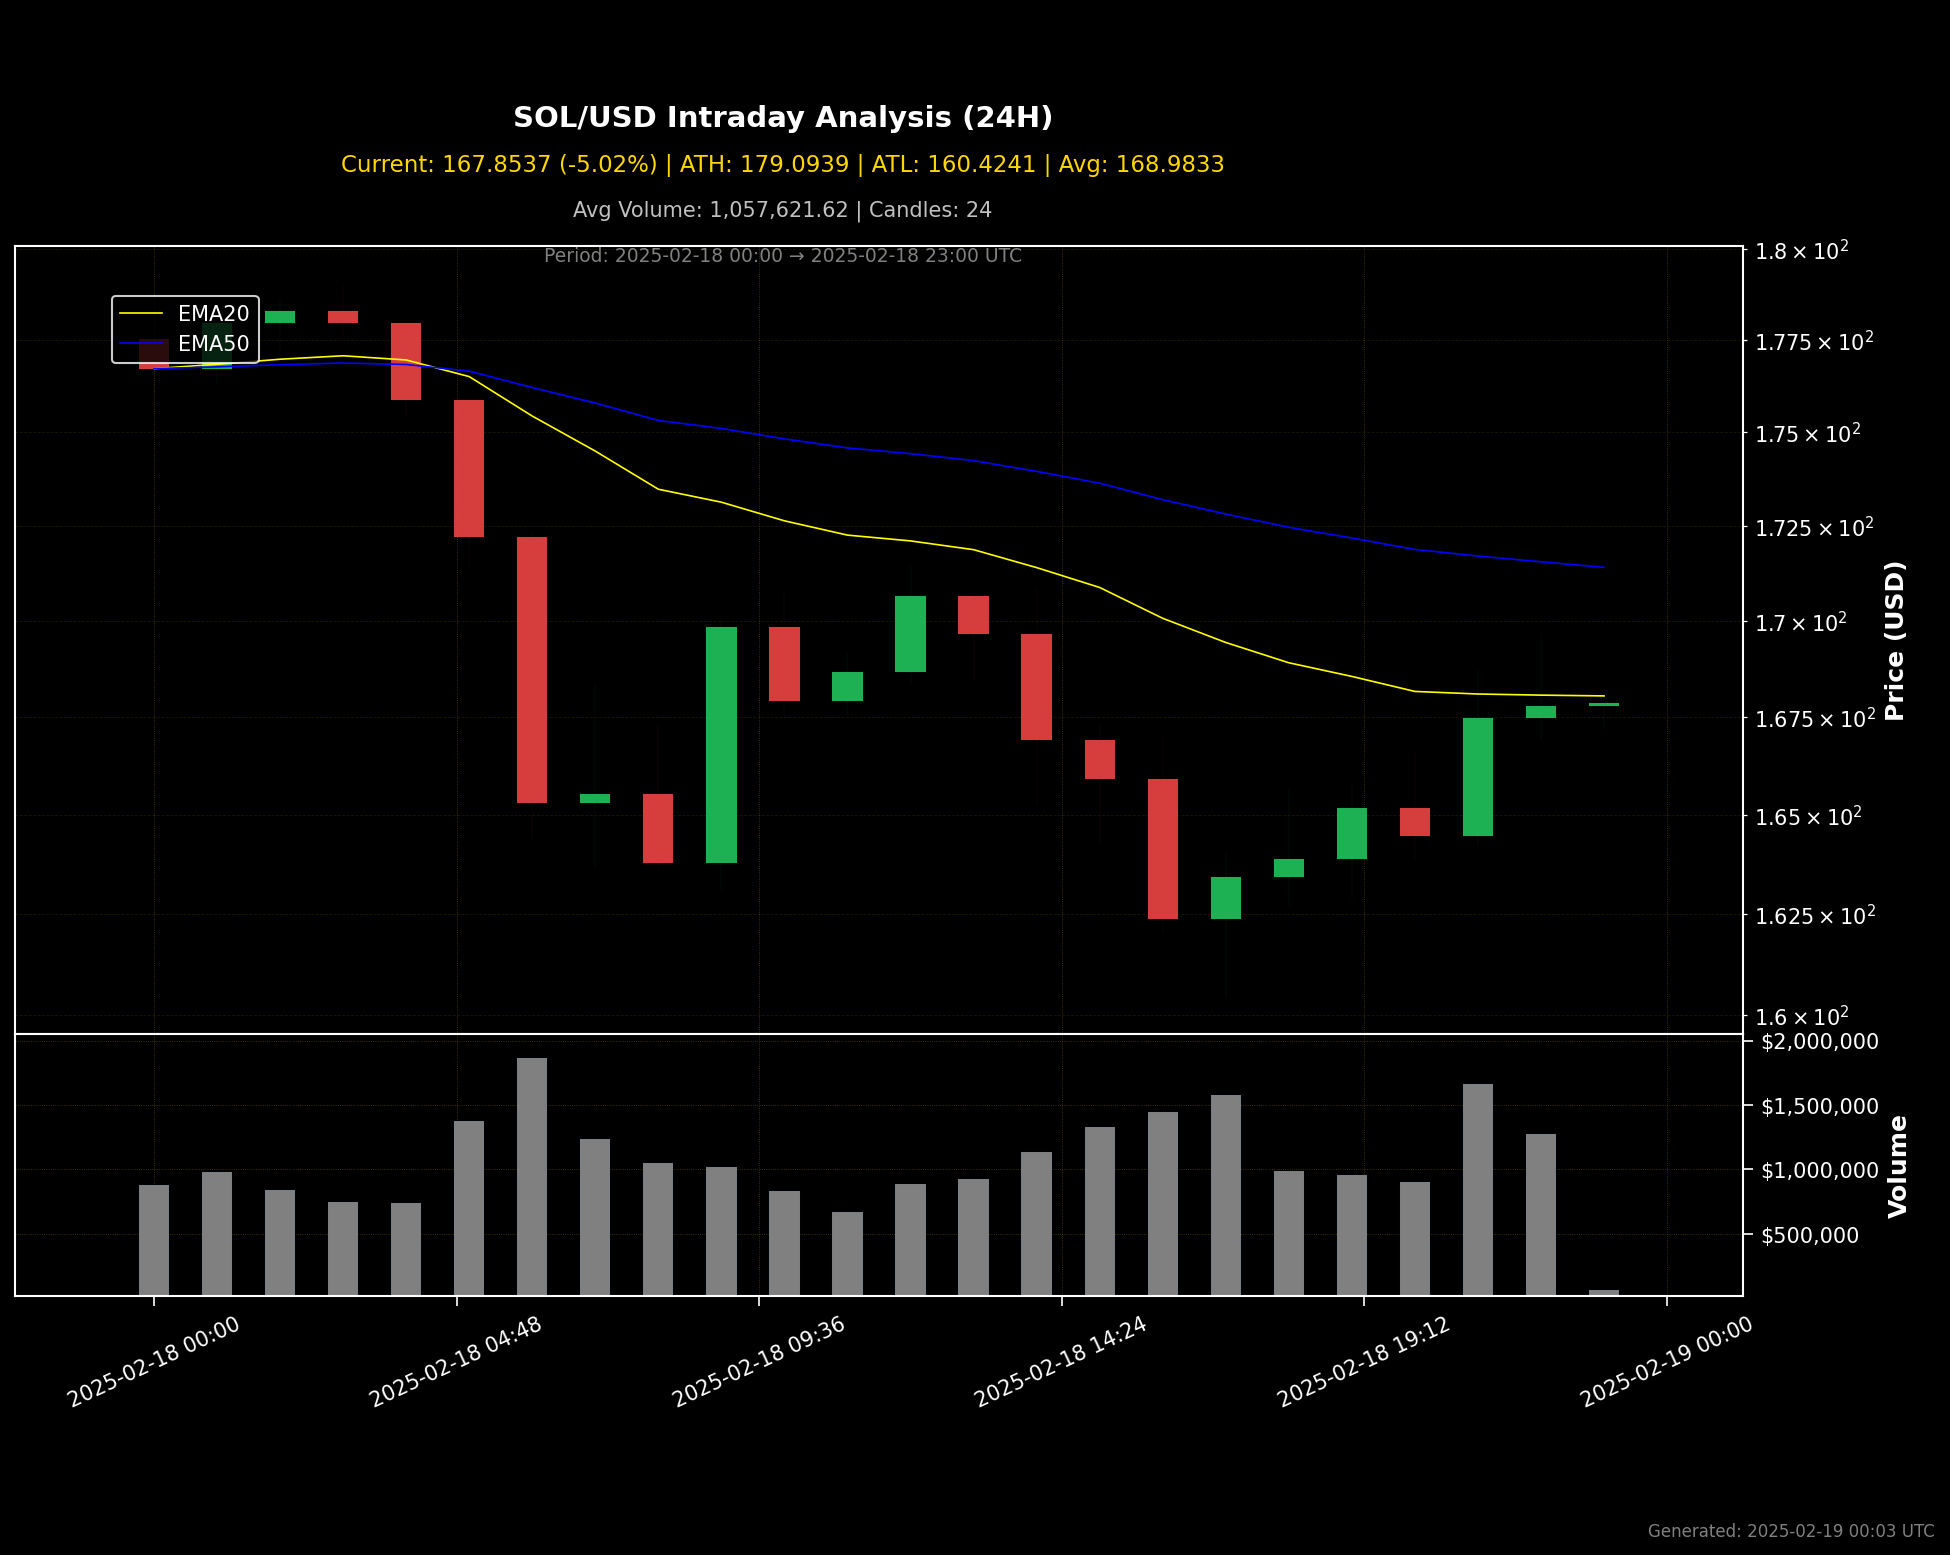 SOL/USD Intraday Analysis (24H)
Current: 167.8537 (-5.02%) | ATH: 179.0939 | ATL: 160.4241 | Avg: 168.9833
Avg Volume: 1,057,621.62 | Candles: 24
Period: 2025-02-18 00:00 → 2025-02-18 23:00 UTC
EMA20
EMA50
1.8 × 10²
1.775 × 10²
1.75 × 10²
1.725 × 10²
1.7 × 10²
1.675 × 10²
1.65 × 10²
1.625 × 10²
1.6 × 10²
Price (USD)
$2,000,000
$1,500,000
$1,000,000
$500,000
Volume
2025-02-18 00:00
2025-02-18 04:48
2025-02-18 09:36
2025-02-18 14:24
2025-02-18 19:12
2025-02-19 00:00
Generated: 2025-02-19 00:03 UTC